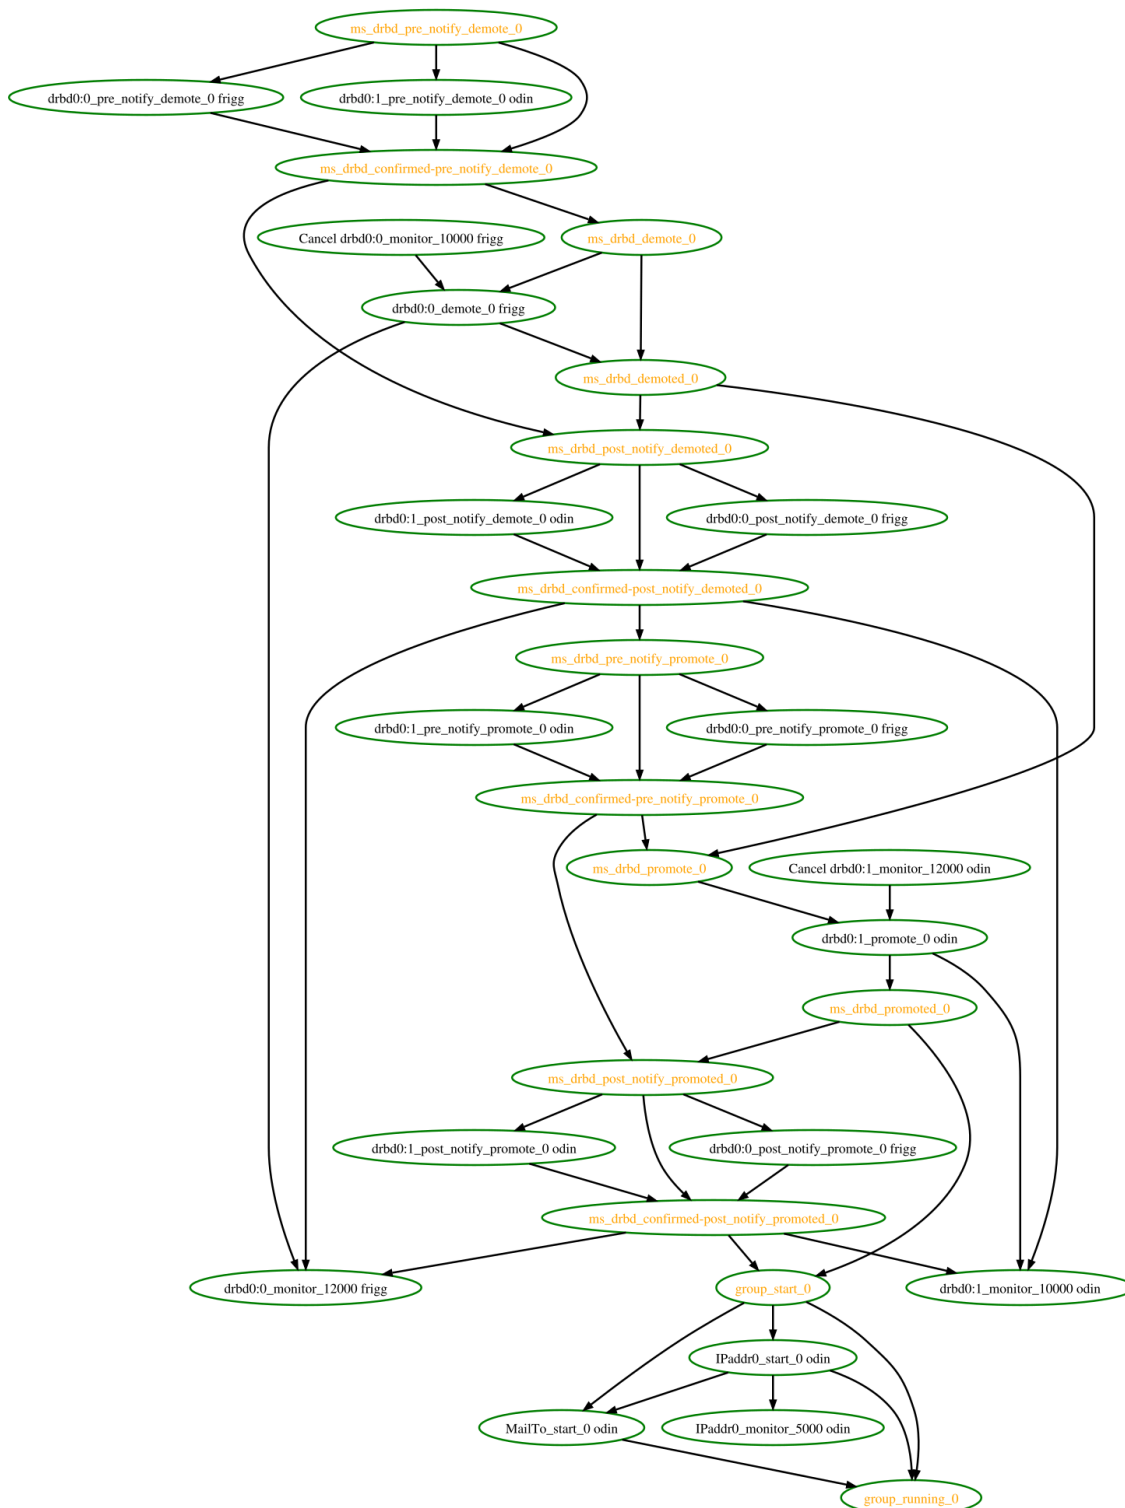 ms_drbd_pre_notify_demote_0
drbd0:0_pre_notify_demote_0 frigg
drbd0:1_pre_notify_demote_0 odin
ms_drbd_confirmed-pre_notify_demote_0
Cancel drbd0:0_monitor_10000 frigg
ms_drbd_demote_0
drbd0:0_demote_0 frigg
ms_drbd_demoted_0
ms_drbd_post_notify_demoted_0
drbd0:1_post_notify_demote_0 odin
drbd0:0_post_notify_demote_0 frigg
ms_drbd_confirmed-post_notify_demoted_0
ms_drbd_pre_notify_promote_0
drbd0:1_pre_notify_promote_0 odin
drbd0:0_pre_notify_promote_0 frigg
ms_drbd_confirmed-pre_notify_promote_0
ms_drbd_promote_0
Cancel drbd0:1_monitor_12000 odin
drbd0:1_promote_0 odin
ms_drbd_promoted_0
ms_drbd_post_notify_promoted_0
drbd0:1_post_notify_promote_0 odin
drbd0:0_post_notify_promote_0 frigg
ms_drbd_confirmed-post_notify_promoted_0
drbd0:0_monitor_12000 frigg
group_start_0
drbd0:1_monitor_10000 odin
IPaddr0_start_0 odin
MailTo_start_0 odin
IPaddr0_monitor_5000 odin
group_running_0